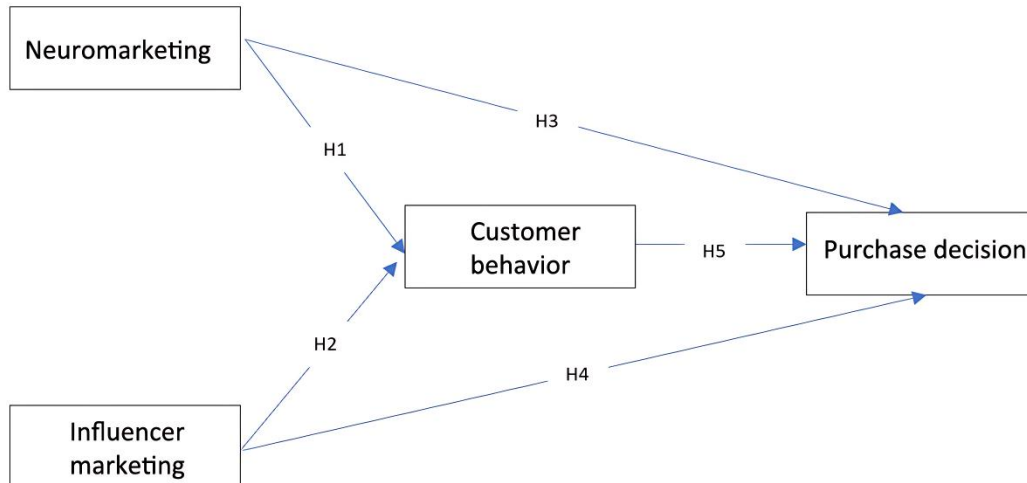 Neuromarketing
H3
H1
Customer
behavior
H5
Purchase decision
H2
H4
Influencer
marketing